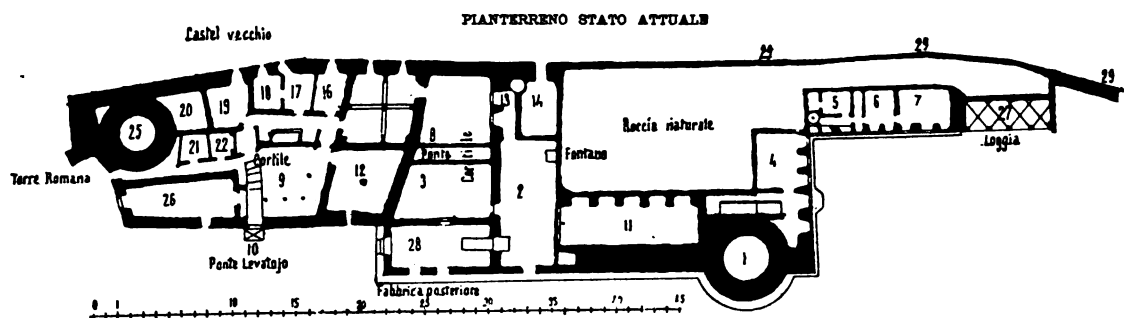 PIANTERRENO STATO ATTUALE
Castel vecchio
29
29
29
20
19
18
17
16
13
14
5
6
7
27
25
21
22
8
Roccia naturale
Loggia
Cortile
Ponte
Cortile
Fontana
4
Torre Romana
26
9
12
3
2
11
1
28
10
Ponte Levatojo
Fabbrica posteriore
0 1 10 15 20 25 30 35